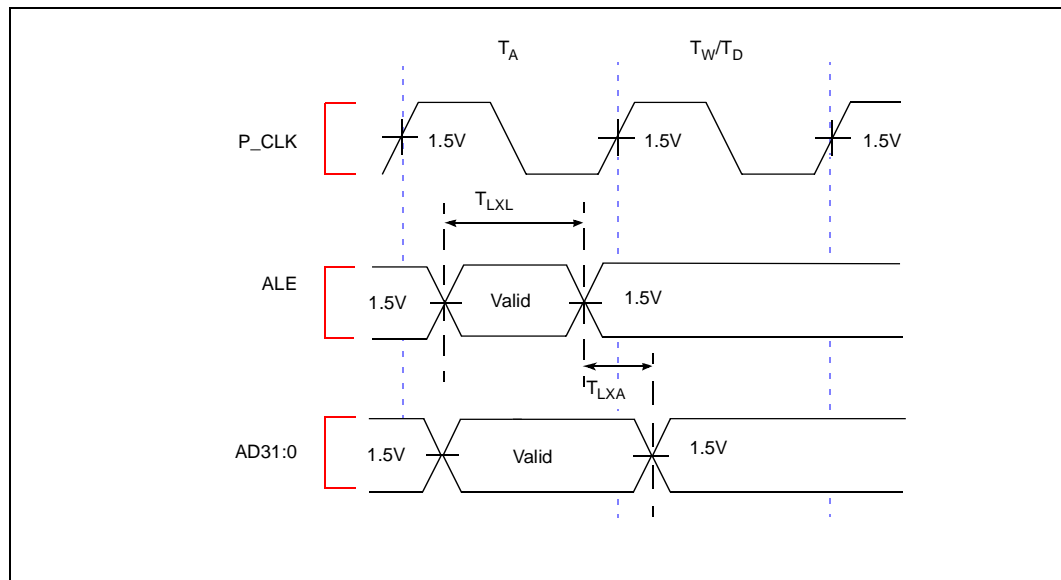 T_A
T_W/T_D
P_CLK
1.5V
1.5V
1.5V
T_LXL
ALE
1.5V
Valid
1.5V
T_LXA
AD31:0
1.5V
Valid
1.5V